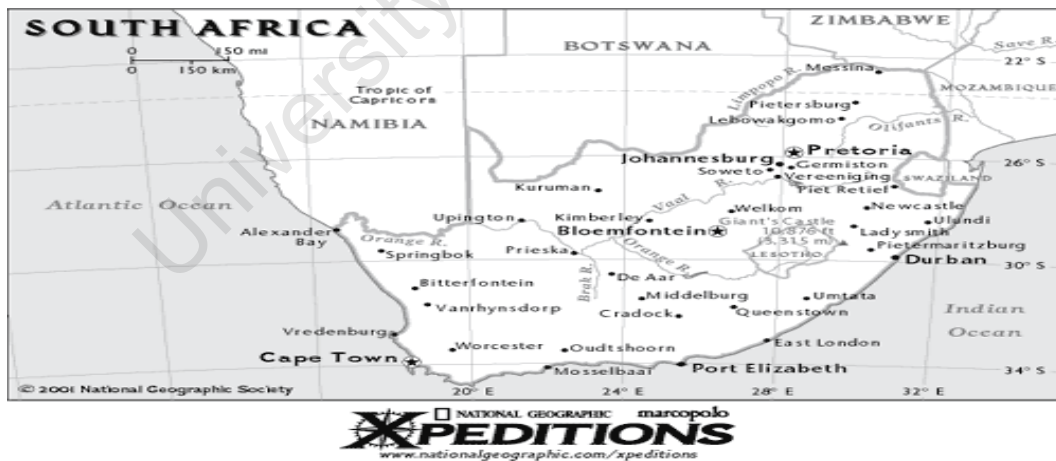 SOUTH AFRICA
0 150 mi
0 150 km
ZIMBABWE
BOTSWANA
Save R.
Messina
22° S
Tropic of
Capricorn
Limpopo R.
MOZAMBIQUE
NAMIBIA
Pietersburg
Lebowakgomo
Olifants R.
Pretoria
Johannesburg
Germiston
26° S
Soweto
Vereeniging
SWAZILAND
Kuruman
Vaal R.
Piet Retief
Atlantic Ocean
Upington
Kimberley
Welkom
Newcastle
Giant's Castle
10,876 ft
(3,315 m)
Ulundi
Alexander
Bay
Bloemfontein
Ladysmith
Orange R.
Springbok
Prieska
Orange R.
LESOTHO
Pietermaritzburg
Durban
30° S
Bitterfontein
Brak R.
De Aar
Vanrhynsdorp
Middelburg
Umtata
Cradock
Queenstown
Indian
Ocean
Vredenburg
Worcester
Oudtshoorn
East London
Cape Town
Mosselbaai
Port Elizabeth
34° S
© 2001 National Geographic Society
20° E
24° E
28° E
32° E
University
NATIONAL GEOGRAPHIC marcopolo
XPEDITIONS
www.nationalgeographic.com/xpeditions